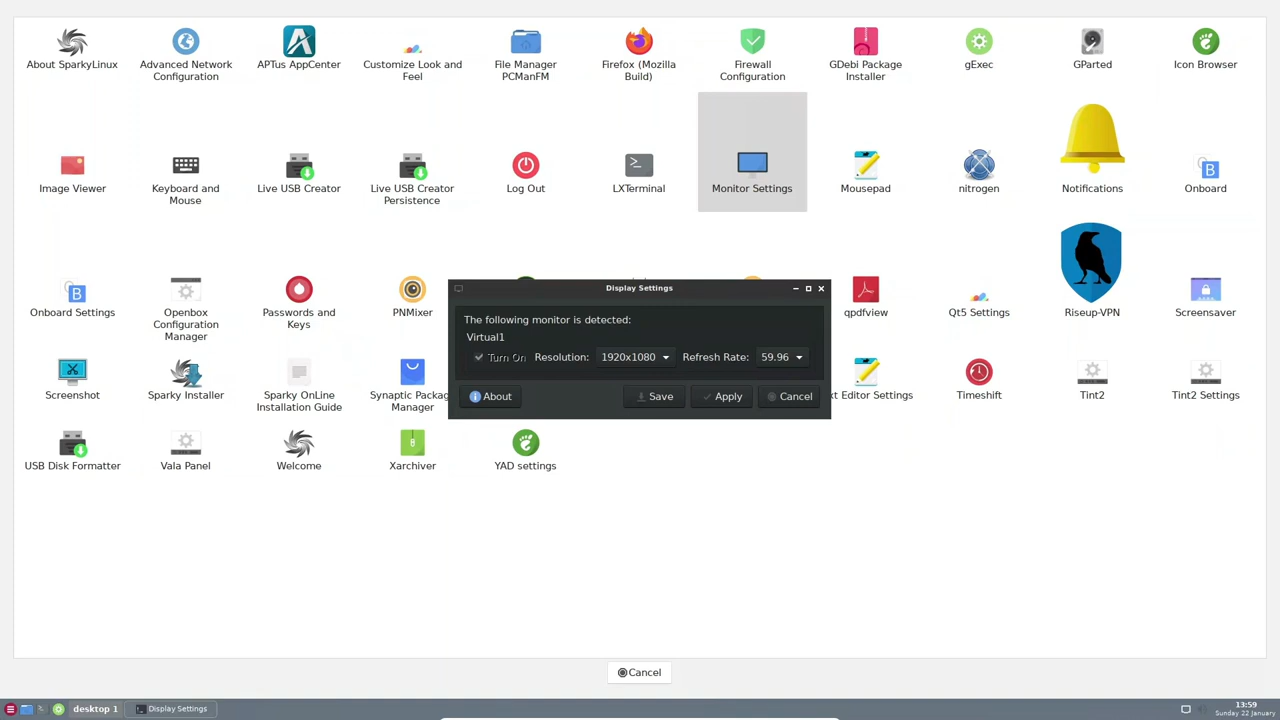 About SparkyLinux
Advanced Network
Configuration
APTus AppCenter
Customize Look and
Feel
File Manager
PCManFM
Firefox (Mozilla
Build)
Firewall
Configuration
GDebi Package
Installer
gExec
GParted
Icon Browser
Image Viewer
Keyboard and
Mouse
Live USB Creator
Live USB Creator
Persistence
Log Out
LXTerminal
Monitor Settings
Mousepad
nitrogen
Notifications
Onboard
Onboard Settings
Openbox
Configuration
Manager
Passwords and
Keys
PNMixer
Display Settings
The following monitor is detected:
Virtual1
Turn On Resolution: 1920x1080 Refresh Rate: 59.96
About Save Apply Cancel
qpdfview
Qt5 Settings
Riseup-VPN
Screensaver
Screenshot
Sparky Installer
Sparky OnLine
Installation Guide
Synaptic Packag
Manager
xt Editor Settings
Timeshift
Tint2
Tint2 Settings
USB Disk Formatter
Vala Panel
Welcome
Xarchiver
YAD settings
Cancel
desktop 1
Display Settings
13:59
Sunday 22 January